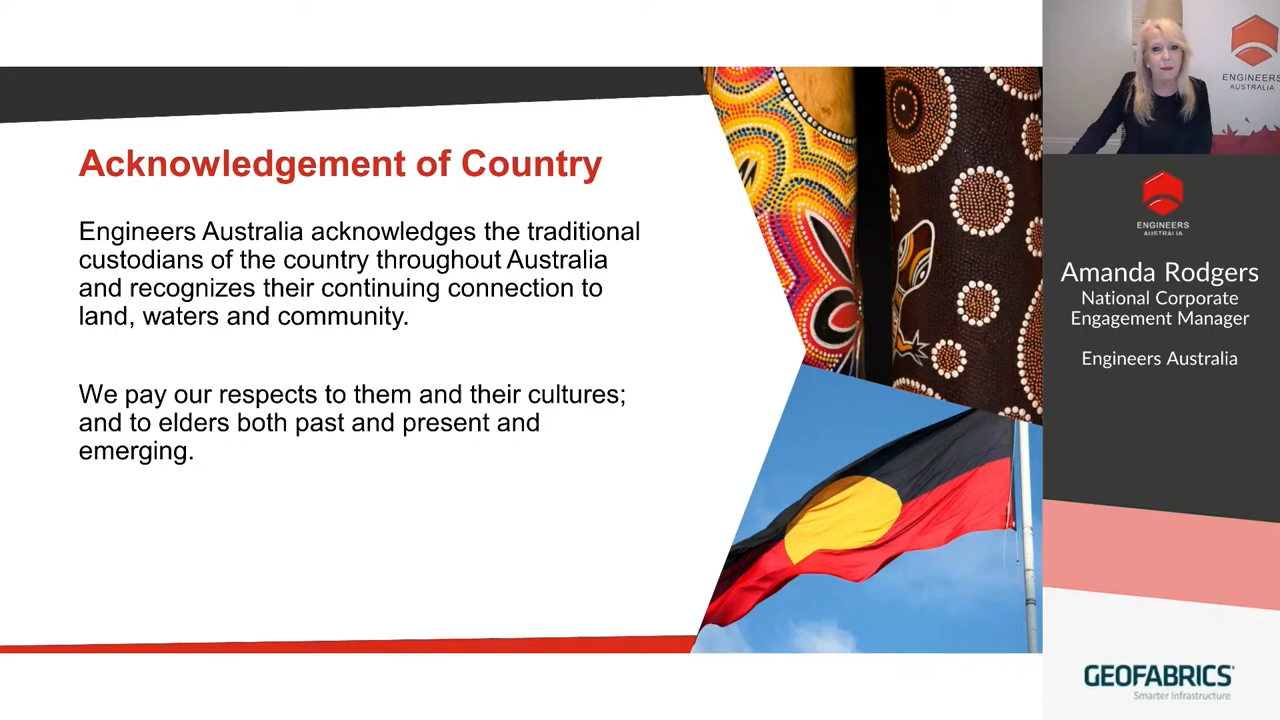 Acknowledgement of Country
Engineers Australia acknowledges the traditional
custodians of the country throughout Australia
and recognizes their continuing connection to
land, waters and community.
We pay our respects to them and their cultures;
and to elders both past and present and
emerging.
ENGINEERS
AUSTRALIA
ENGINEERS
AUSTRALIA
Amanda Rodgers
National Corporate
Engagement Manager
Engineers Australia
GEOFABRICS
Smarter Infrastructure